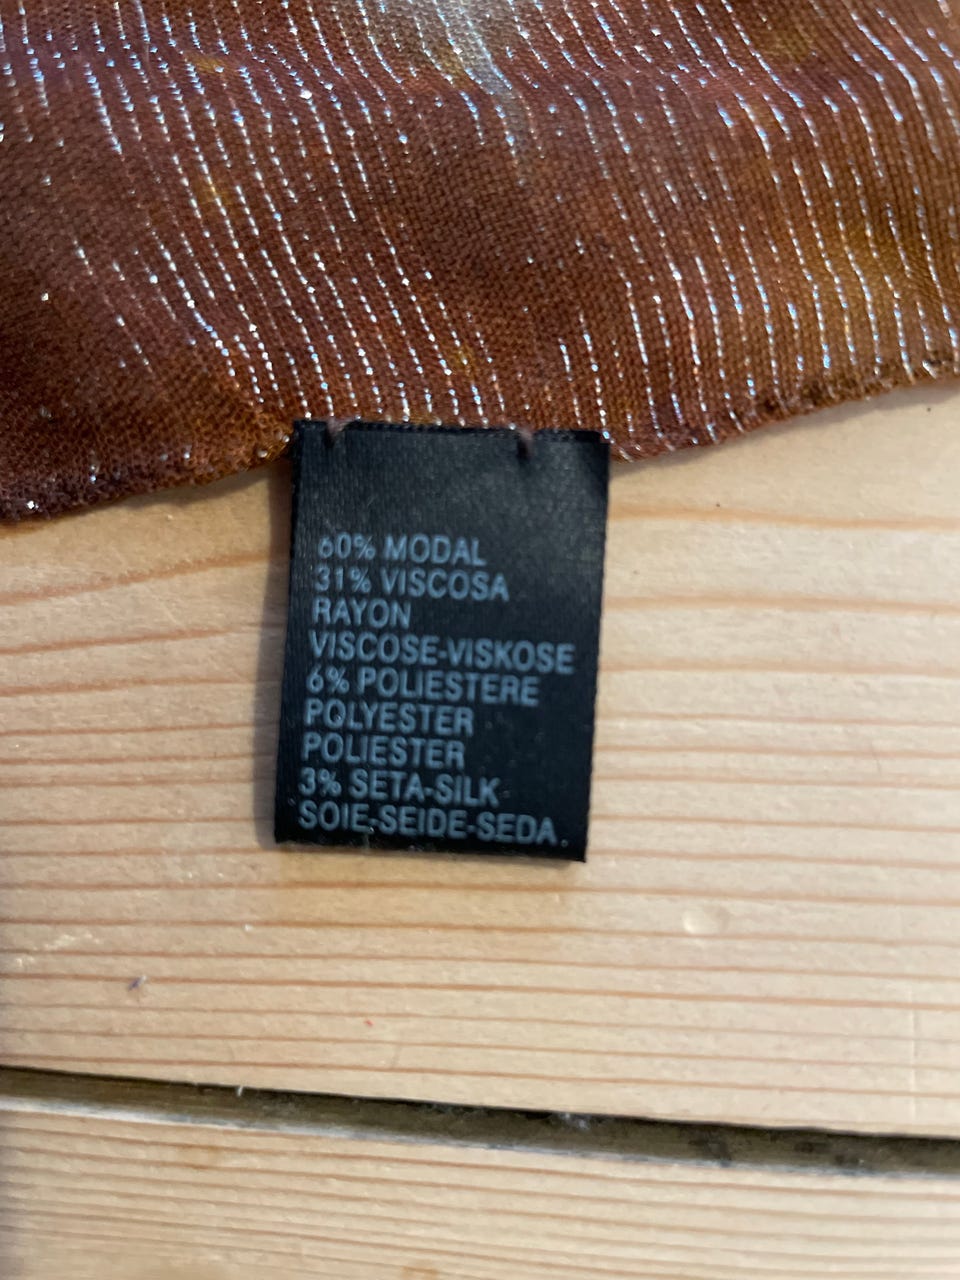 60% MODAL
31% VISCOSA
RAYON
VISCOSE-VISKOSE
6% POLIESTERE
POLYESTER
POLIESTER
3% SETA-SILK
SOIE-SEIDE-SEDA.